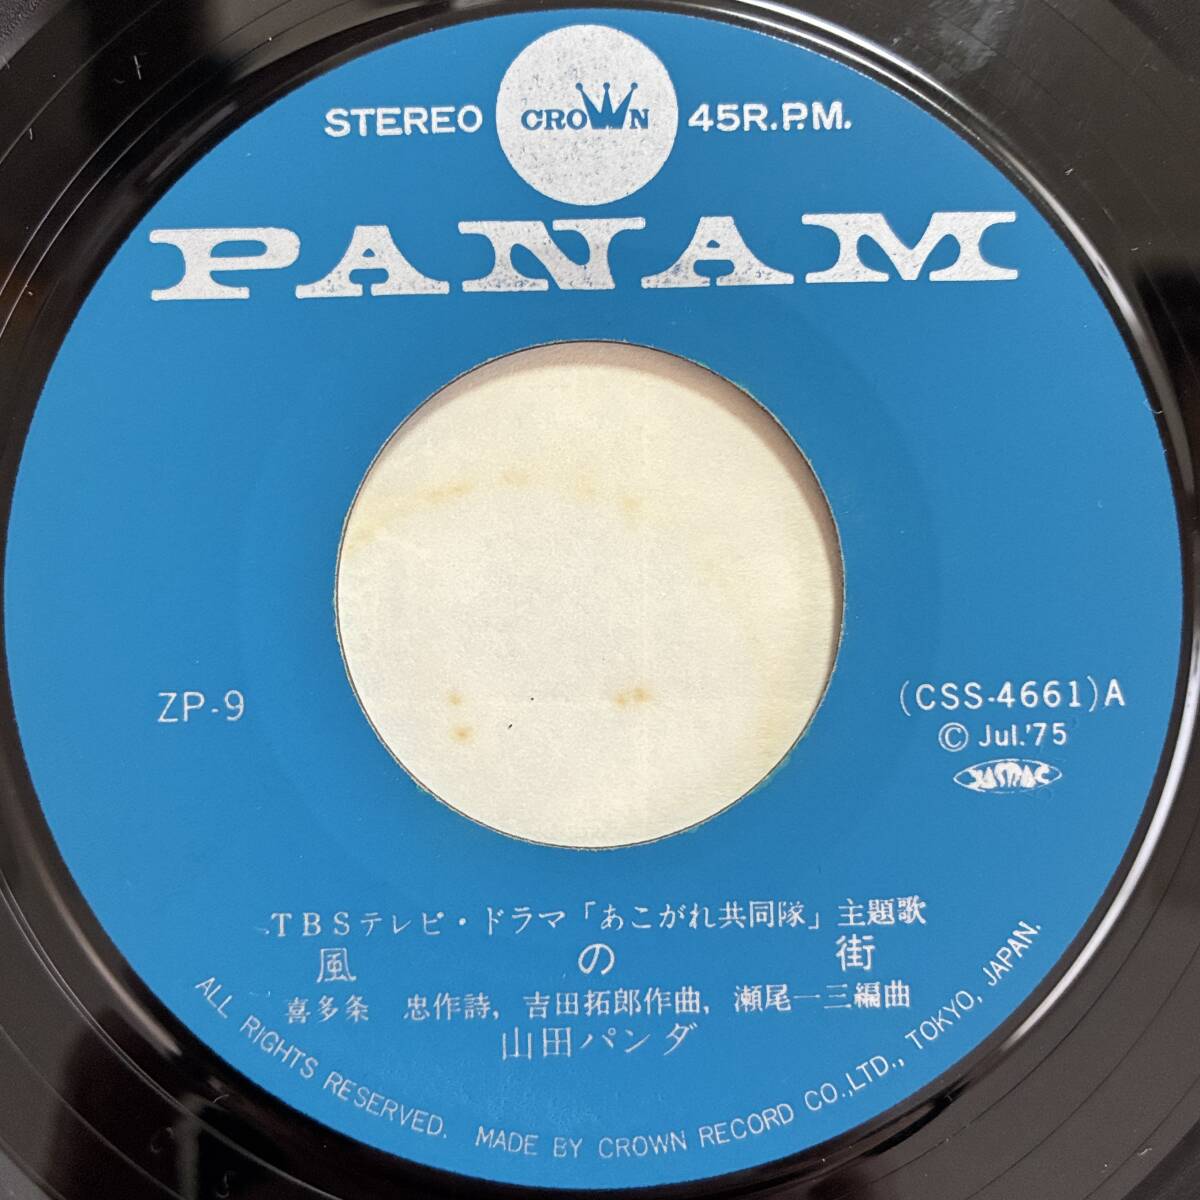 STEREO CROWN 45R.P.M.
PANAM
ZP-9
(CSS-4661)A
© Jul.'75
JASRAC
TBSテレビ・ドラマ「あこがれ共同隊」主題歌
風の街
喜多条 忠作詩, 吉田拓郎作曲, 瀬尾一三編曲
山田パンダ
ALL RIGHTS RESERVED. MADE BY CROWN RECORD CO.,LTD., TOKYO, JAPAN.